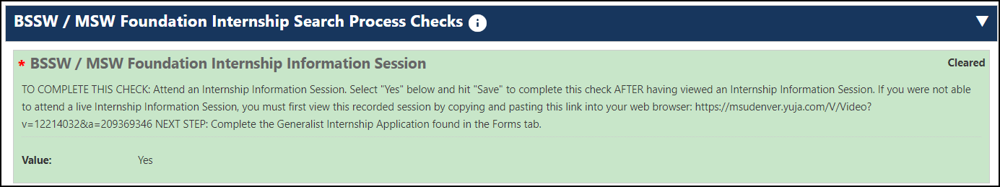 BSSW / MSW Foundation Internship Search Process Checks i
* BSSW / MSW Foundation Internship Information Session
Cleared
TO COMPLETE THIS CHECK: Attend an Internship Information Session. Select "Yes" below and hit "Save" to complete this check AFTER having viewed an Internship Information Session. If you were not able
to attend a live Internship Information Session, you must first view this recorded session by copying and pasting this link into your web browser: https://msudenver.yuja.com/V/Video?
v=12214032&a=209369346 NEXT STEP: Complete the Generalist Internship Application found in the Forms tab.
Value: Yes